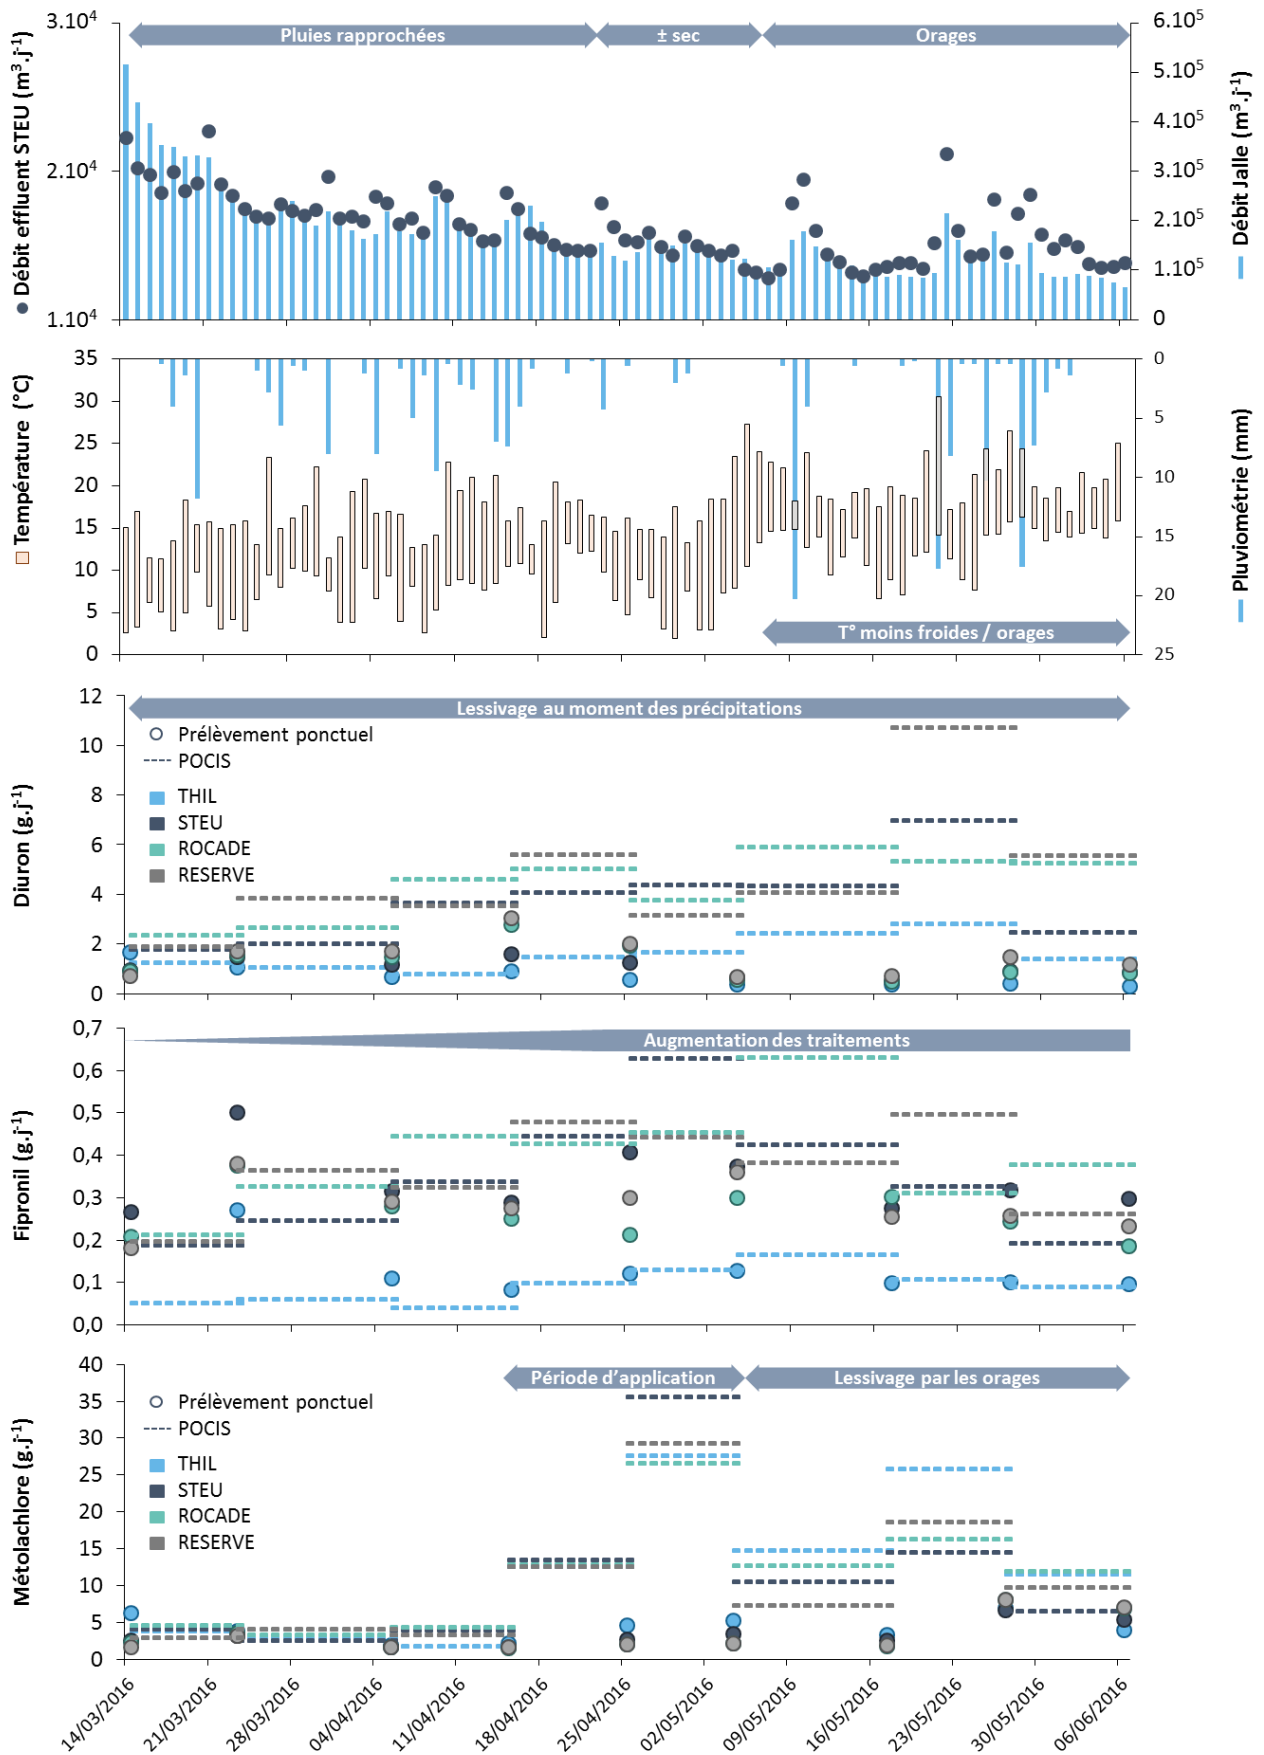 Débit effluent STEU (m³.j⁻¹)
3.10⁴
2.10⁴
1.10⁴
Pluies rapprochées
± sec
Orages
6.10⁵
5.10⁵
4.10⁵
3.10⁵
2.10⁵
1.10⁵
0
Débit Jalle (m³.j⁻¹)
Température (°C)
35
30
25
20
15
10
5
0
T° moins froides / orages
0
5
10
15
20
25
Pluviométrie (mm)
Diuron (g.j⁻¹)
12
10
8
6
4
2
0
Lessivage au moment des précipitations
Prélèvement ponctuel
POCIS
THIL
STEU
ROCADE
RESERVE
Fipronil (g.j⁻¹)
0,7
0,6
0,5
0,4
0,3
0,2
0,1
0,0
Augmentation des traitements
Métolachlore (g.j⁻¹)
40
35
30
25
20
15
10
5
0
Période d'application
Lessivage par les orages
Prélèvement ponctuel
POCIS
THIL
STEU
ROCADE
RESERVE
14/03/2016
21/03/2016
28/03/2016
04/04/2016
11/04/2016
18/04/2016
25/04/2016
02/05/2016
09/05/2016
16/05/2016
23/05/2016
30/05/2016
06/06/2016